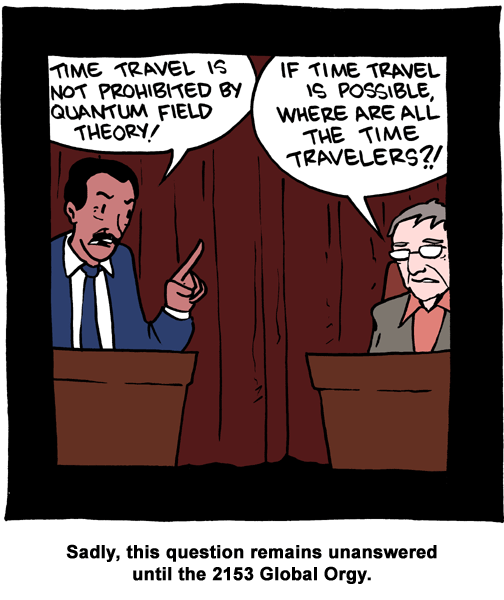 TIME TRAVEL IS
NOT PROHIBITED BY
QUANTUM FIELD
THEORY!
IF TIME TRAVEL
IS POSSIBLE,
WHERE ARE ALL
THE TIME
TRAVELERS?!
Sadly, this question remains unanswered
until the 2153 Global Orgy.